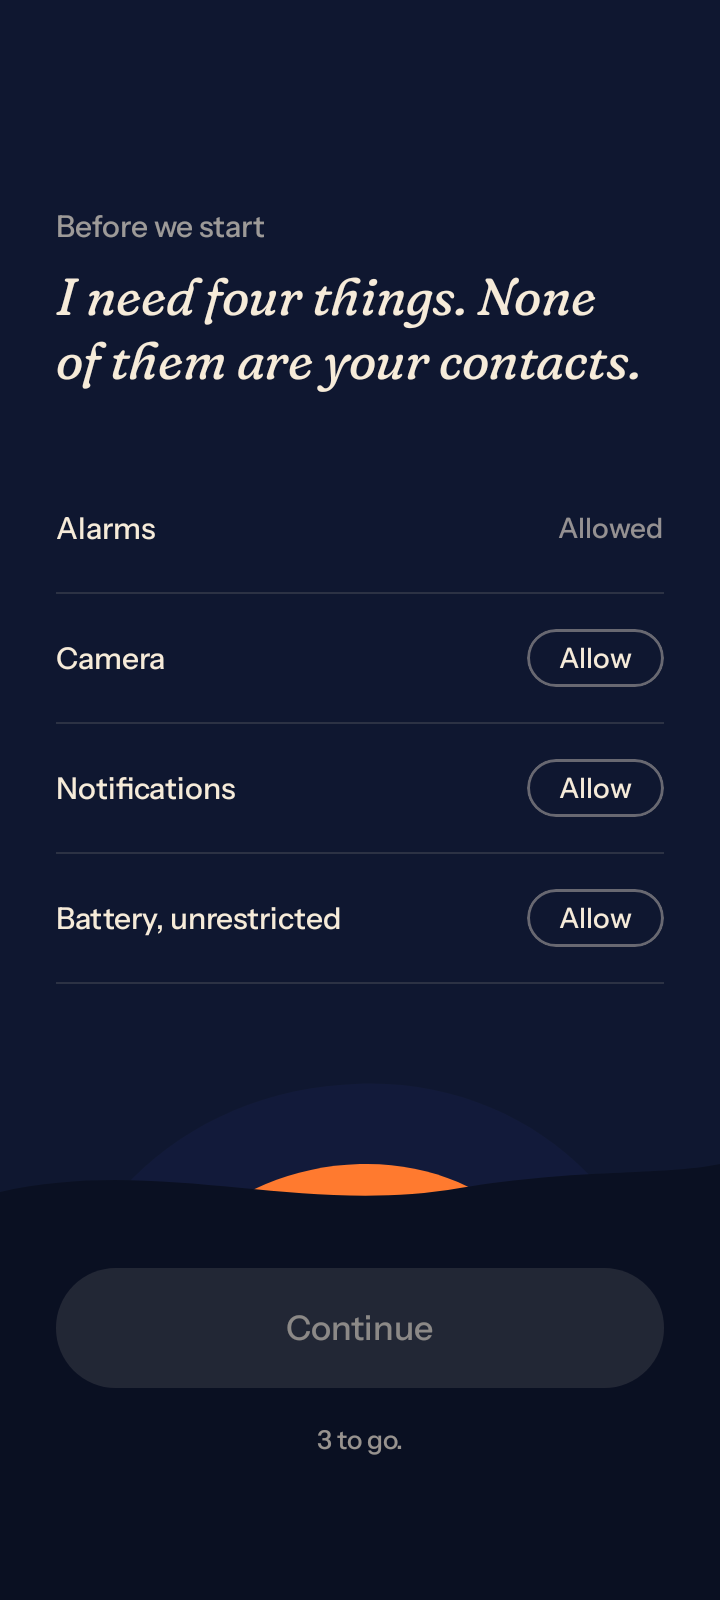 Before we start
I need four things. None
of them are your contacts.
Alarms
Allowed
Camera
Allow
Notifications
Allow
Battery, unrestricted
Allow
Continue
3 to go.